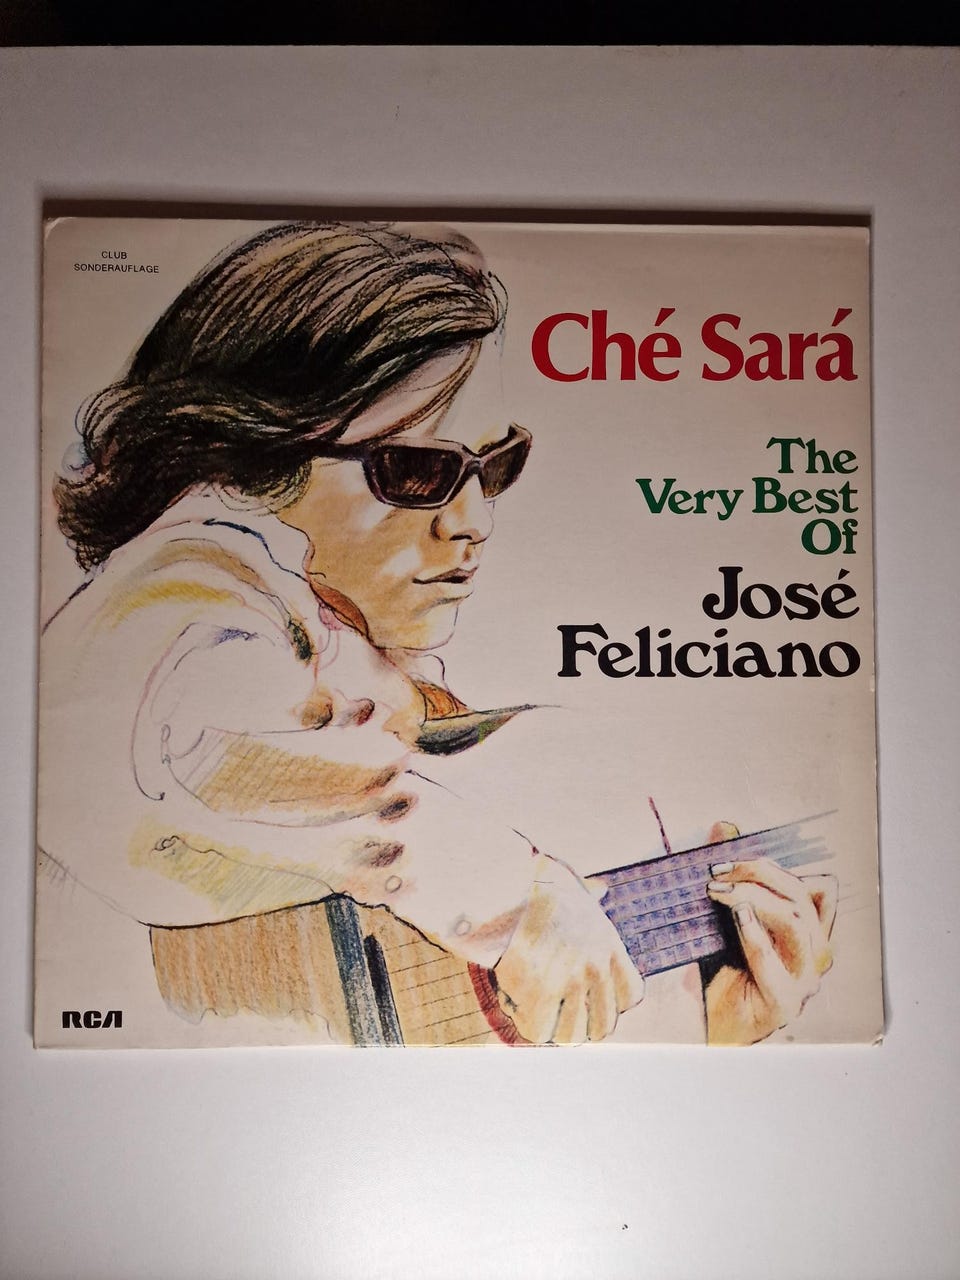 CLUB
SONDERAUFLAGE
Ché Sará
The
Very Best
Of
José
Feliciano
RCA